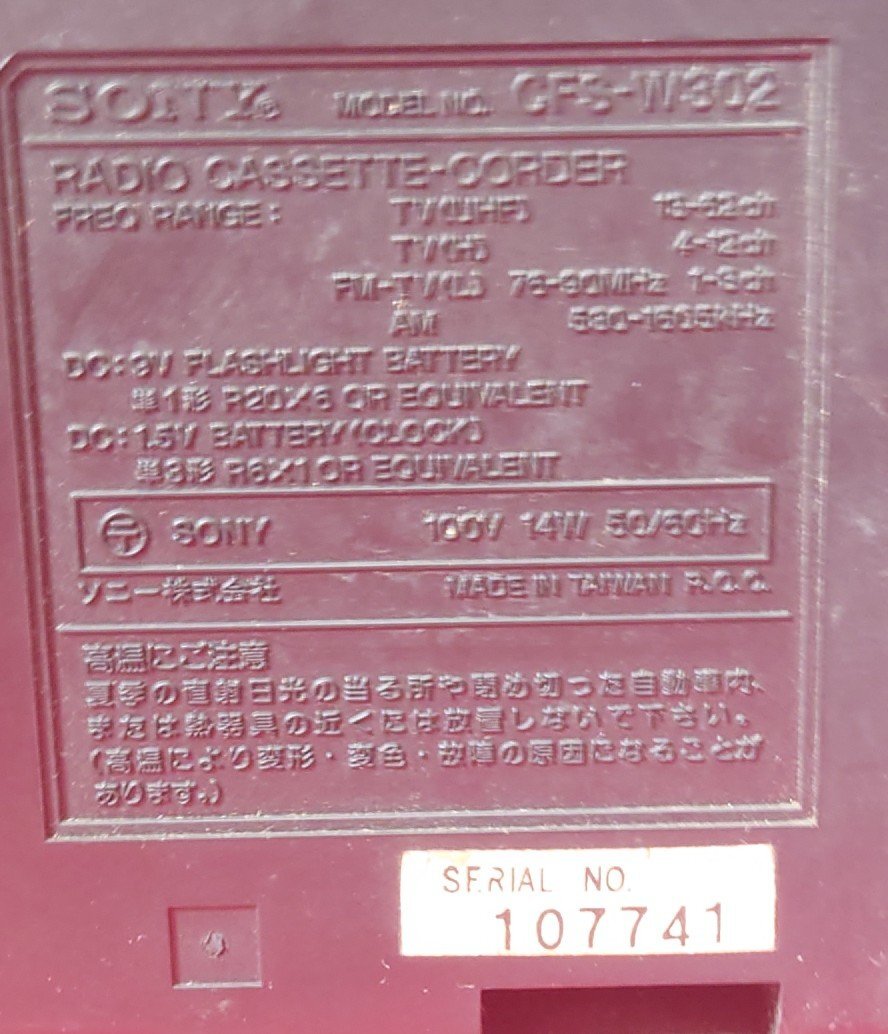 SONY® MODEL NO. CFS-W302
RADIO CASSETTE-CORDER
FREQ RANGE: TV(UHF) 13-62ch
TV(H) 4-12ch
FM-TV(L) 76-90MHz 1-3ch
AM 530-1605kHz
DC:9V FLASHLIGHT BATTERY
単1形 R20×6 OR EQUIVALENT
DC:1.5V BATTERY(CLOCK)
単3形 R6×1 OR EQUIVALENT
〒 SONY 100V 14W 50/60Hz
ソニー株式会社 MADE IN TAIWAN R.O.C.
高温にご注意
夏季の直射日光の当る所や閉め切った自動車内、
または熱器具の近くには放置しないで下さい。
(高温により変形・変色・故障の原因になることが
あります。)
SERIAL NO.
107741